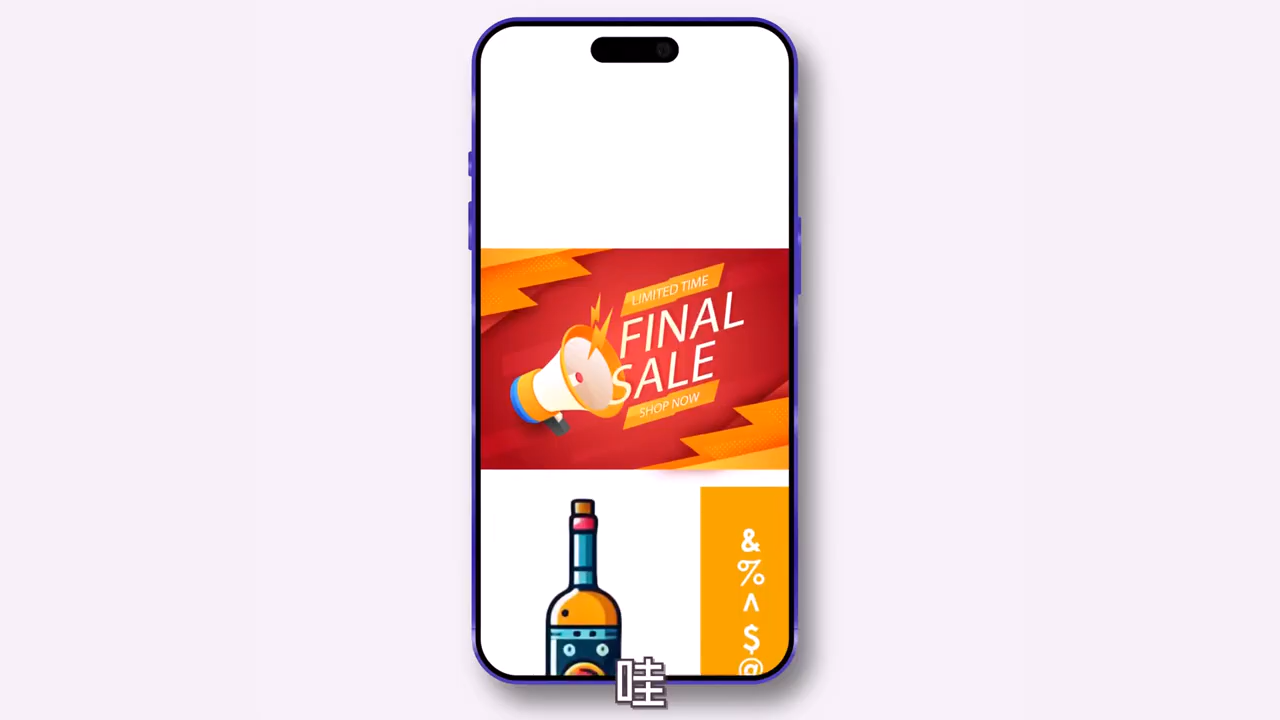 LIMITED TIME
FINAL
SALE
SHOP NOW
&
%
^
$
@
哇